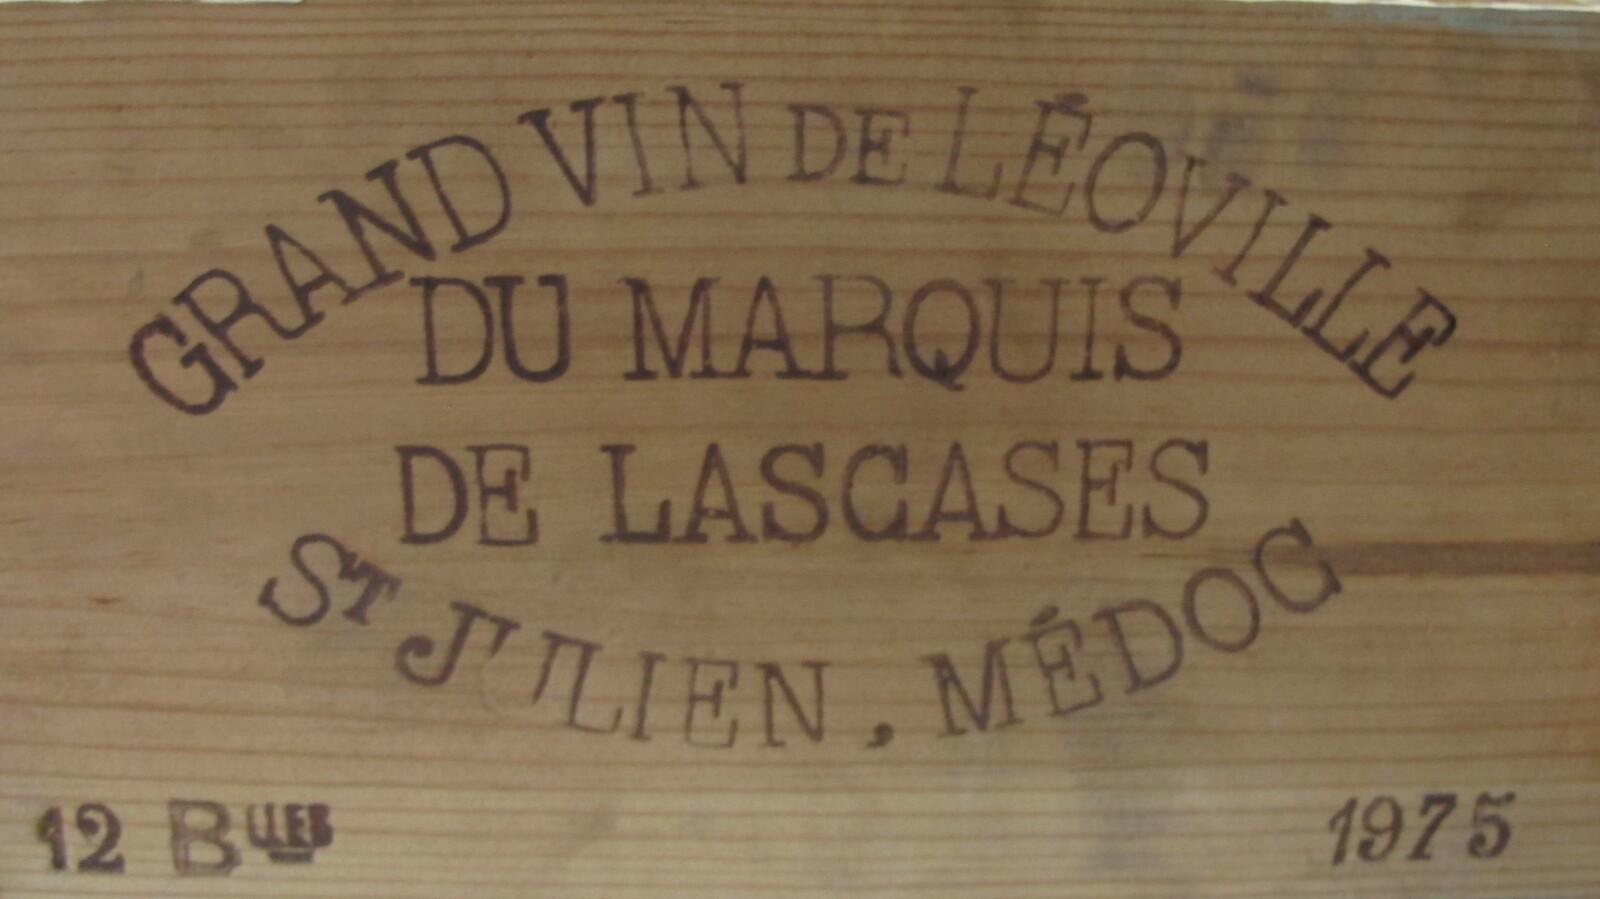 GRAND VIN DE LÉOVILLE
DU MARQUIS
DE LASCASES
ST JULIEN, MÉDOC
12 BLLES
1975